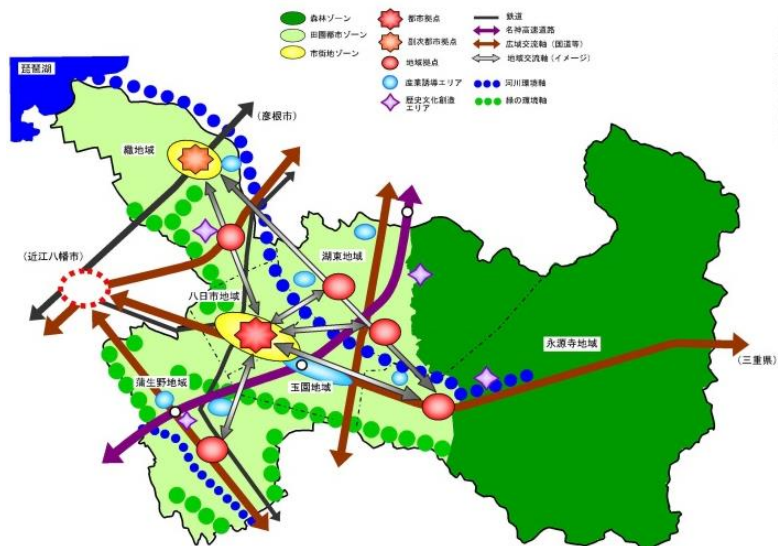 森林ゾーン
田園都市ゾーン
市街地ゾーン
都市拠点
副次都市拠点
地域拠点
産業誘導エリア
歴史文化創造
エリア
鉄道
名神高速道路
広域交流軸(国道等)
地域交流軸(イメージ)
河川環境軸
緑の環境軸
琵琶湖
(彦根市)
(近江八幡市)
湖東地域
八日市地域
永源寺地域
(三重県)
蒲生野地域
玉園地域